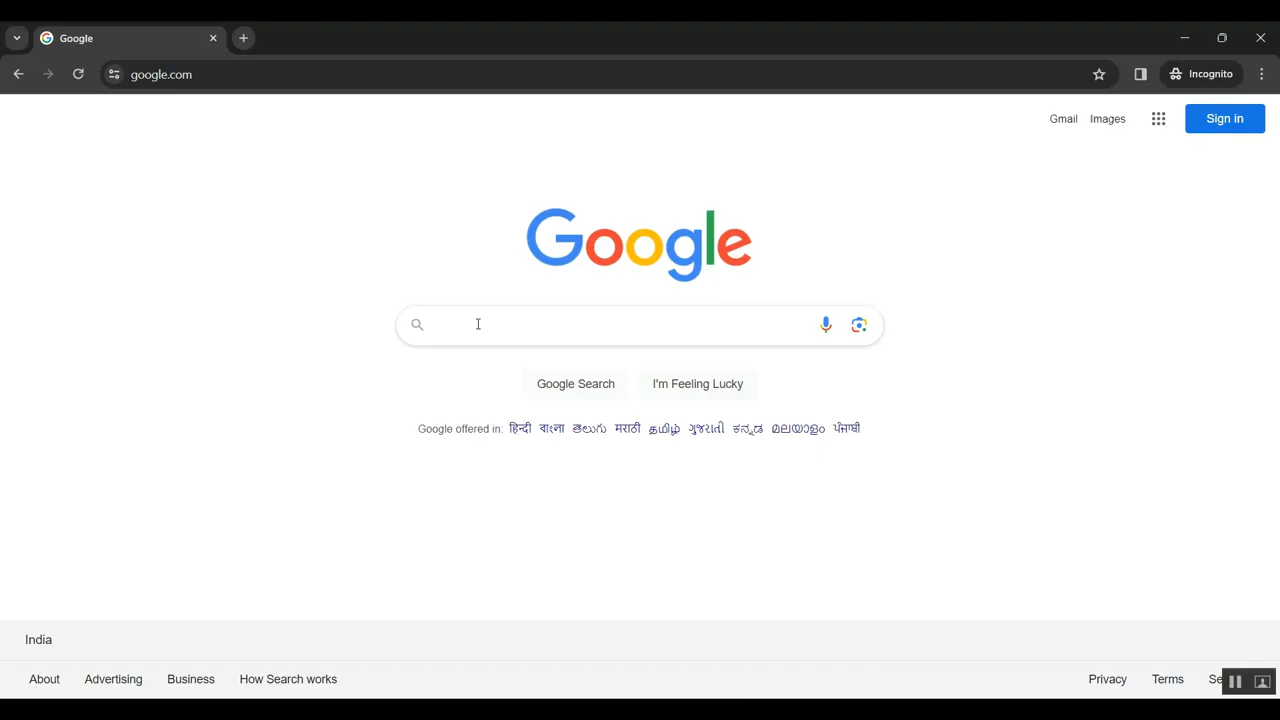 Google
google.com
Incognito
Gmail Images
Sign in
Google
Google Search I'm Feeling Lucky
Google offered in: हिन्दी বাংলা తెలుగు मराठी தமிழ் ગુજરાતી ಕನ್ನಡ മലയാളം ਪੰਜਾਬੀ
India
About Advertising Business How Search works Privacy Terms Se